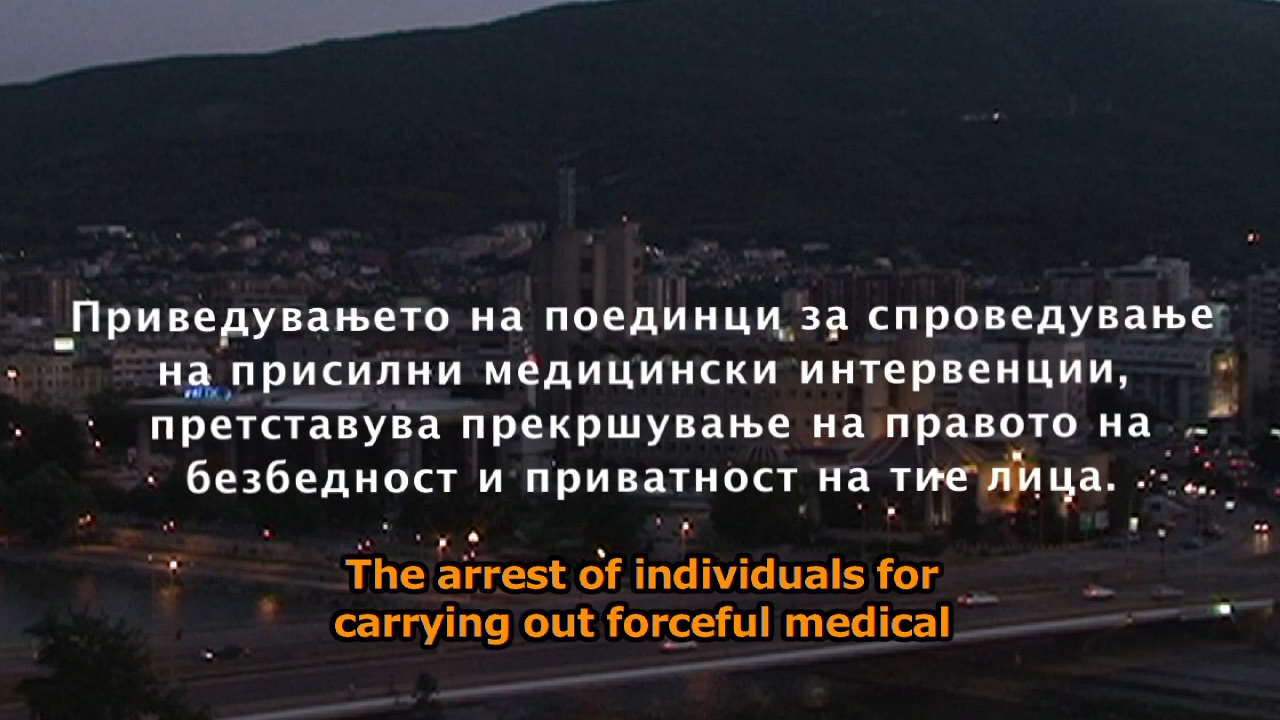 Приведувањето на поединци за спроведување
на присилни медицински интервенции,
претставува прекршување на правото на
безбедност и приватност на тие лица.
The arrest of individuals for
carrying out forceful medical